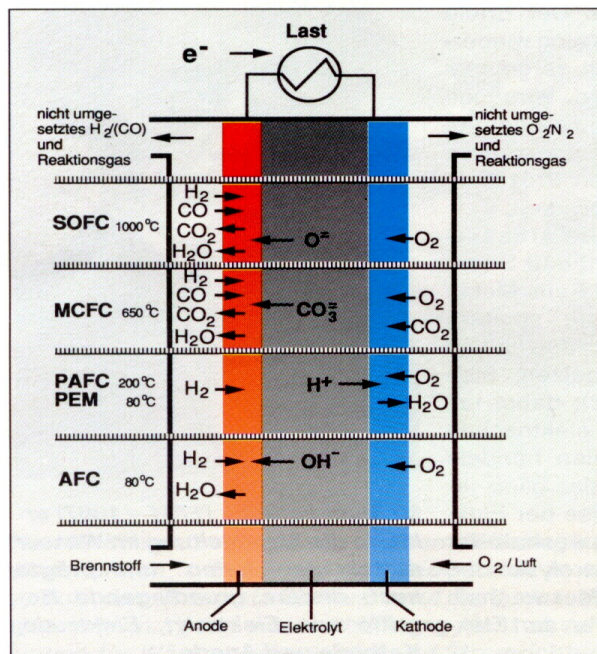 Last
e⁻
nicht umge-
setztes H₂/(CO)
und
Reaktionsgas
nicht umge-
setztes O₂/N₂
und
Reaktionsgas
SOFC 1000°C
H₂
CO
CO₂
H₂O
O⁼
O₂
MCFC 650°C
H₂
CO
CO₂
H₂O
CO₃⁼
O₂
CO₂
PAFC 200°C
PEM 80°C
H₂
H⁺
O₂
H₂O
AFC 80°C
H₂
H₂O
OH⁻
O₂
Brennstoff
O₂/Luft
Anode
Elektrolyt
Kathode